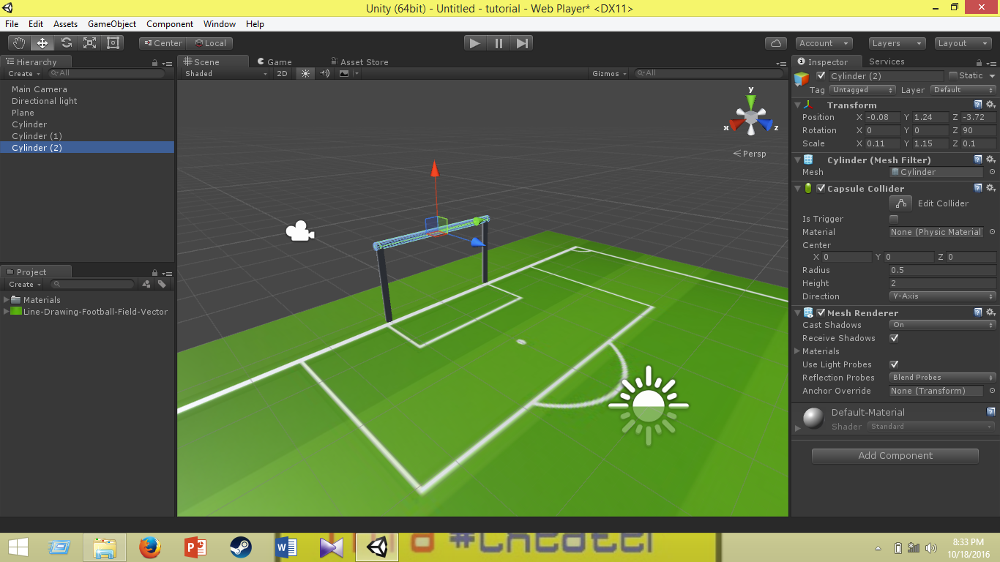 Unity (64bit) - Untitled - tutorial - Web Player* <DX11>
File Edit Assets GameObject Component Window Help
Center Local Account Layers Layout
Hierarchy
Create All
Main Camera
Directional light
Plane
Cylinder
Cylinder (1)
Cylinder (2)
Project
Create
Materials
Line-Drawing-Football-Field-Vector
Scene Game Asset Store
Shaded 2D Gizmos All
y
x z
Persp
Inspector Services
Cylinder (2) Static
Tag Untagged Layer Default
Transform
Position X -0.08 Y 1.24 Z -3.72
Rotation X 0 Y 0 Z 90
Scale X 0.11 Y 1.15 Z 0.1
Cylinder (Mesh Filter)
Mesh Cylinder
Capsule Collider
Edit Collider
Is Trigger
Material None (Physic Material
Center
X 0 Y 0 Z 0
Radius 0.5
Height 2
Direction Y-Axis
Mesh Renderer
Cast Shadows On
Receive Shadows
Materials
Use Light Probes
Reflection Probes Blend Probes
Anchor Override None (Transform)
Default-Material
Shader Standard
Add Component
8:33 PM
10/18/2016